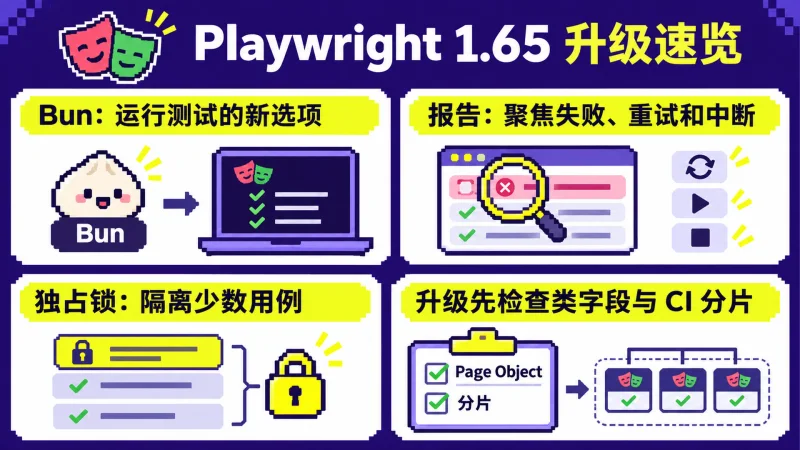 Playwright 1.65 升级速览
Bun：运行测试的新选项
Bun
报告：聚焦失败、重试和中断
独占锁：隔离少数用例
升级先检查类字段与 CI 分片
Page Object
分片